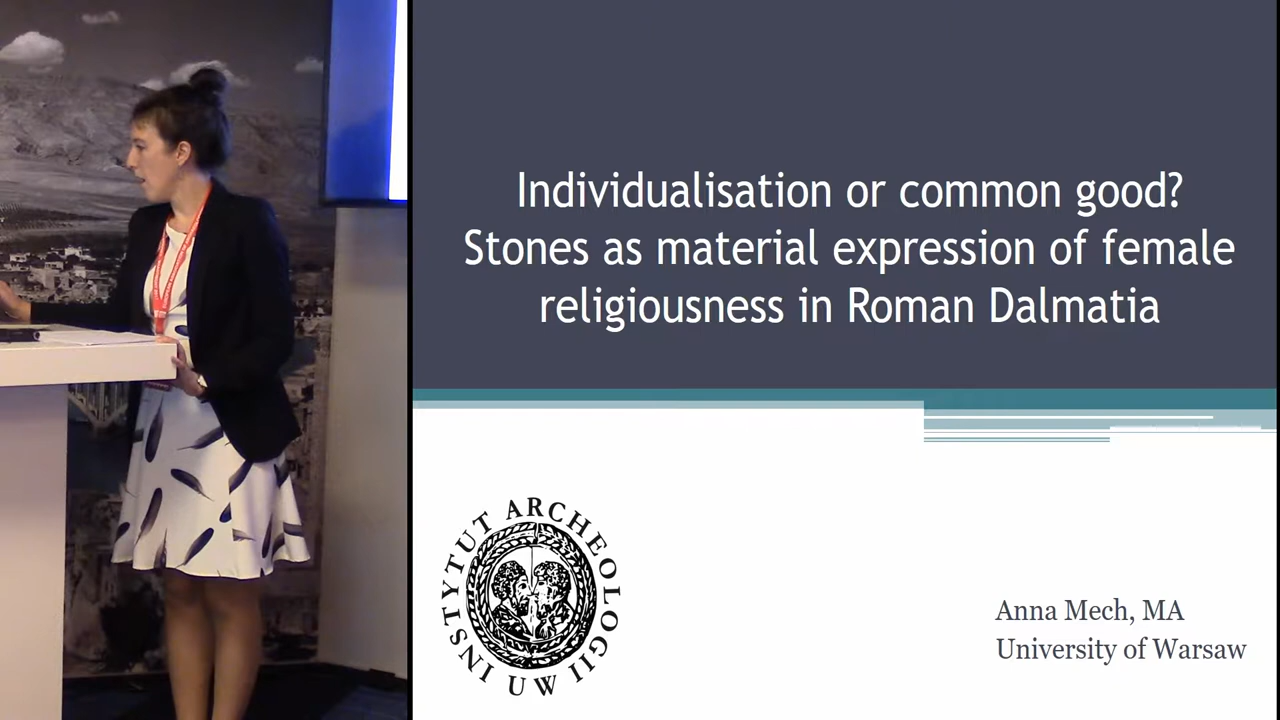 Individualisation or common good?
Stones as material expression of female
religiousness in Roman Dalmatia
INSTYTUT ARCHEOLOGII UW
Anna Mech, MA
University of Warsaw